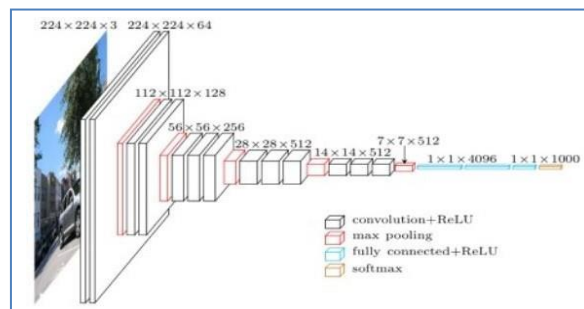 224×224×3 224×224×64
112×112×128
56×56×256
28×28×512
14×14×512
7×7×512
1×1×4096 1×1×1000
convolution+ReLU
max pooling
fully connected+ReLU
softmax